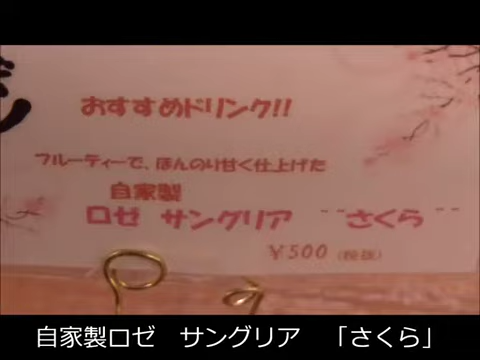 おすすめドリンク!!
フルーティーで、ほんのり甘く仕上げた
自家製
ロゼ サングリア ~~さくら~~
¥500 (税抜)
自家製ロゼ サングリア 「さくら」